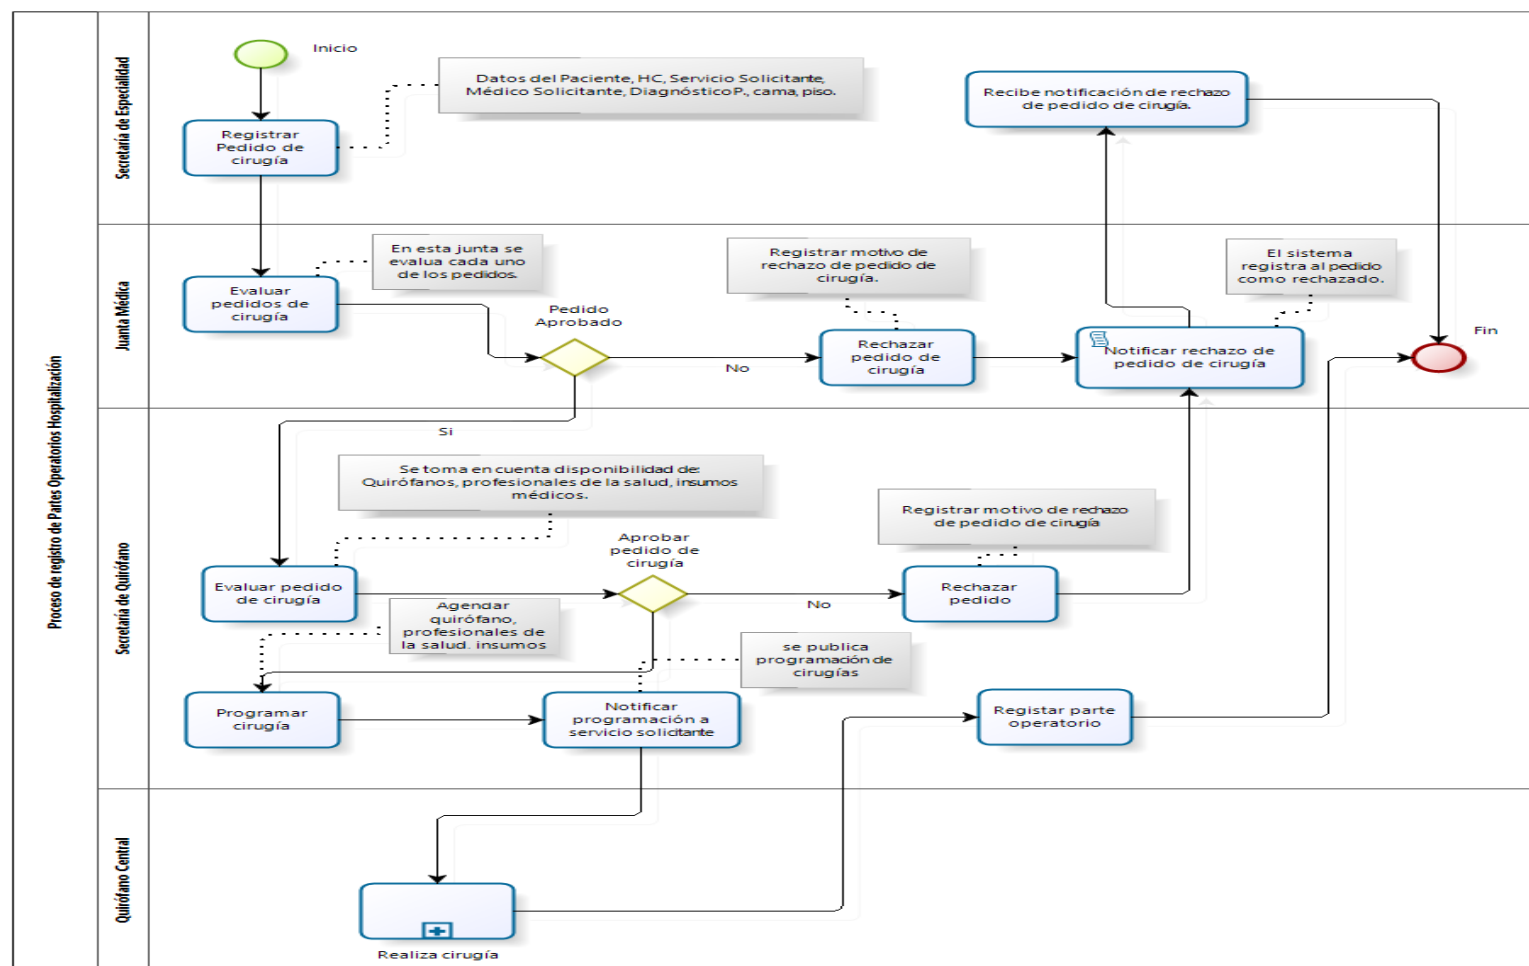 Proceso de registro de Partes Operatorios Hospitalización
Secretaría de Especialidad
Inicio
Datos del Paciente, HC, Servicio Solicitante,
Médico Solicitante, Diagnóstico P., cama, piso.
Registrar
Pedido de
cirugía
Recibe notificación de rechazo
de pedido de cirugía.
Juanta Médica
En esta junta se
evalua cada uno
de los pedidos.
Evaluar
pedidos de
cirugía
Pedido
Aprobado
No
Registrar motivo de
rechazo de pedido de
cirugía.
Rechazar
pedido de
cirugía
El sistema
registra al pedido
como rechazado.
Notificar rechazo de
pedido de cirugía
Fin
Secretaría de Quirófano
Si
Se toma en cuenta disponibilidad de:
Quirófanos, profesionales de la salud, insumos
médicos.
Evaluar pedido
de cirugía
Aprobar
pedido de
cirugía
No
Registrar motivo de rechazo
de pedido de cirugía
Rechazar
pedido
Agendar
quirófano,
profesionales de
la salud. insumos
se publica
programación de
cirugías
Programar
cirugía
Notificar
programación a
servicio solicitante
Registar parte
operatorio
Quirófano Central
Realiza cirugía